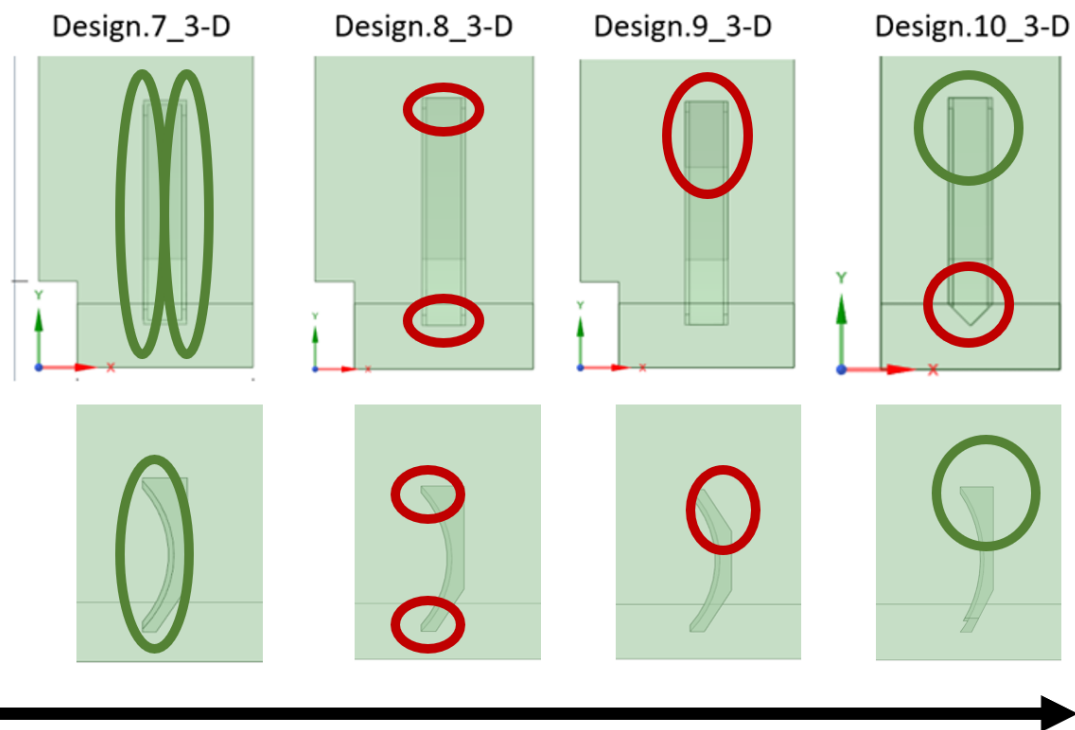 Design.7_3-D Design.8_3-D Design.9_3-D Design.10_3-D
Y Y Y Y
X X X X